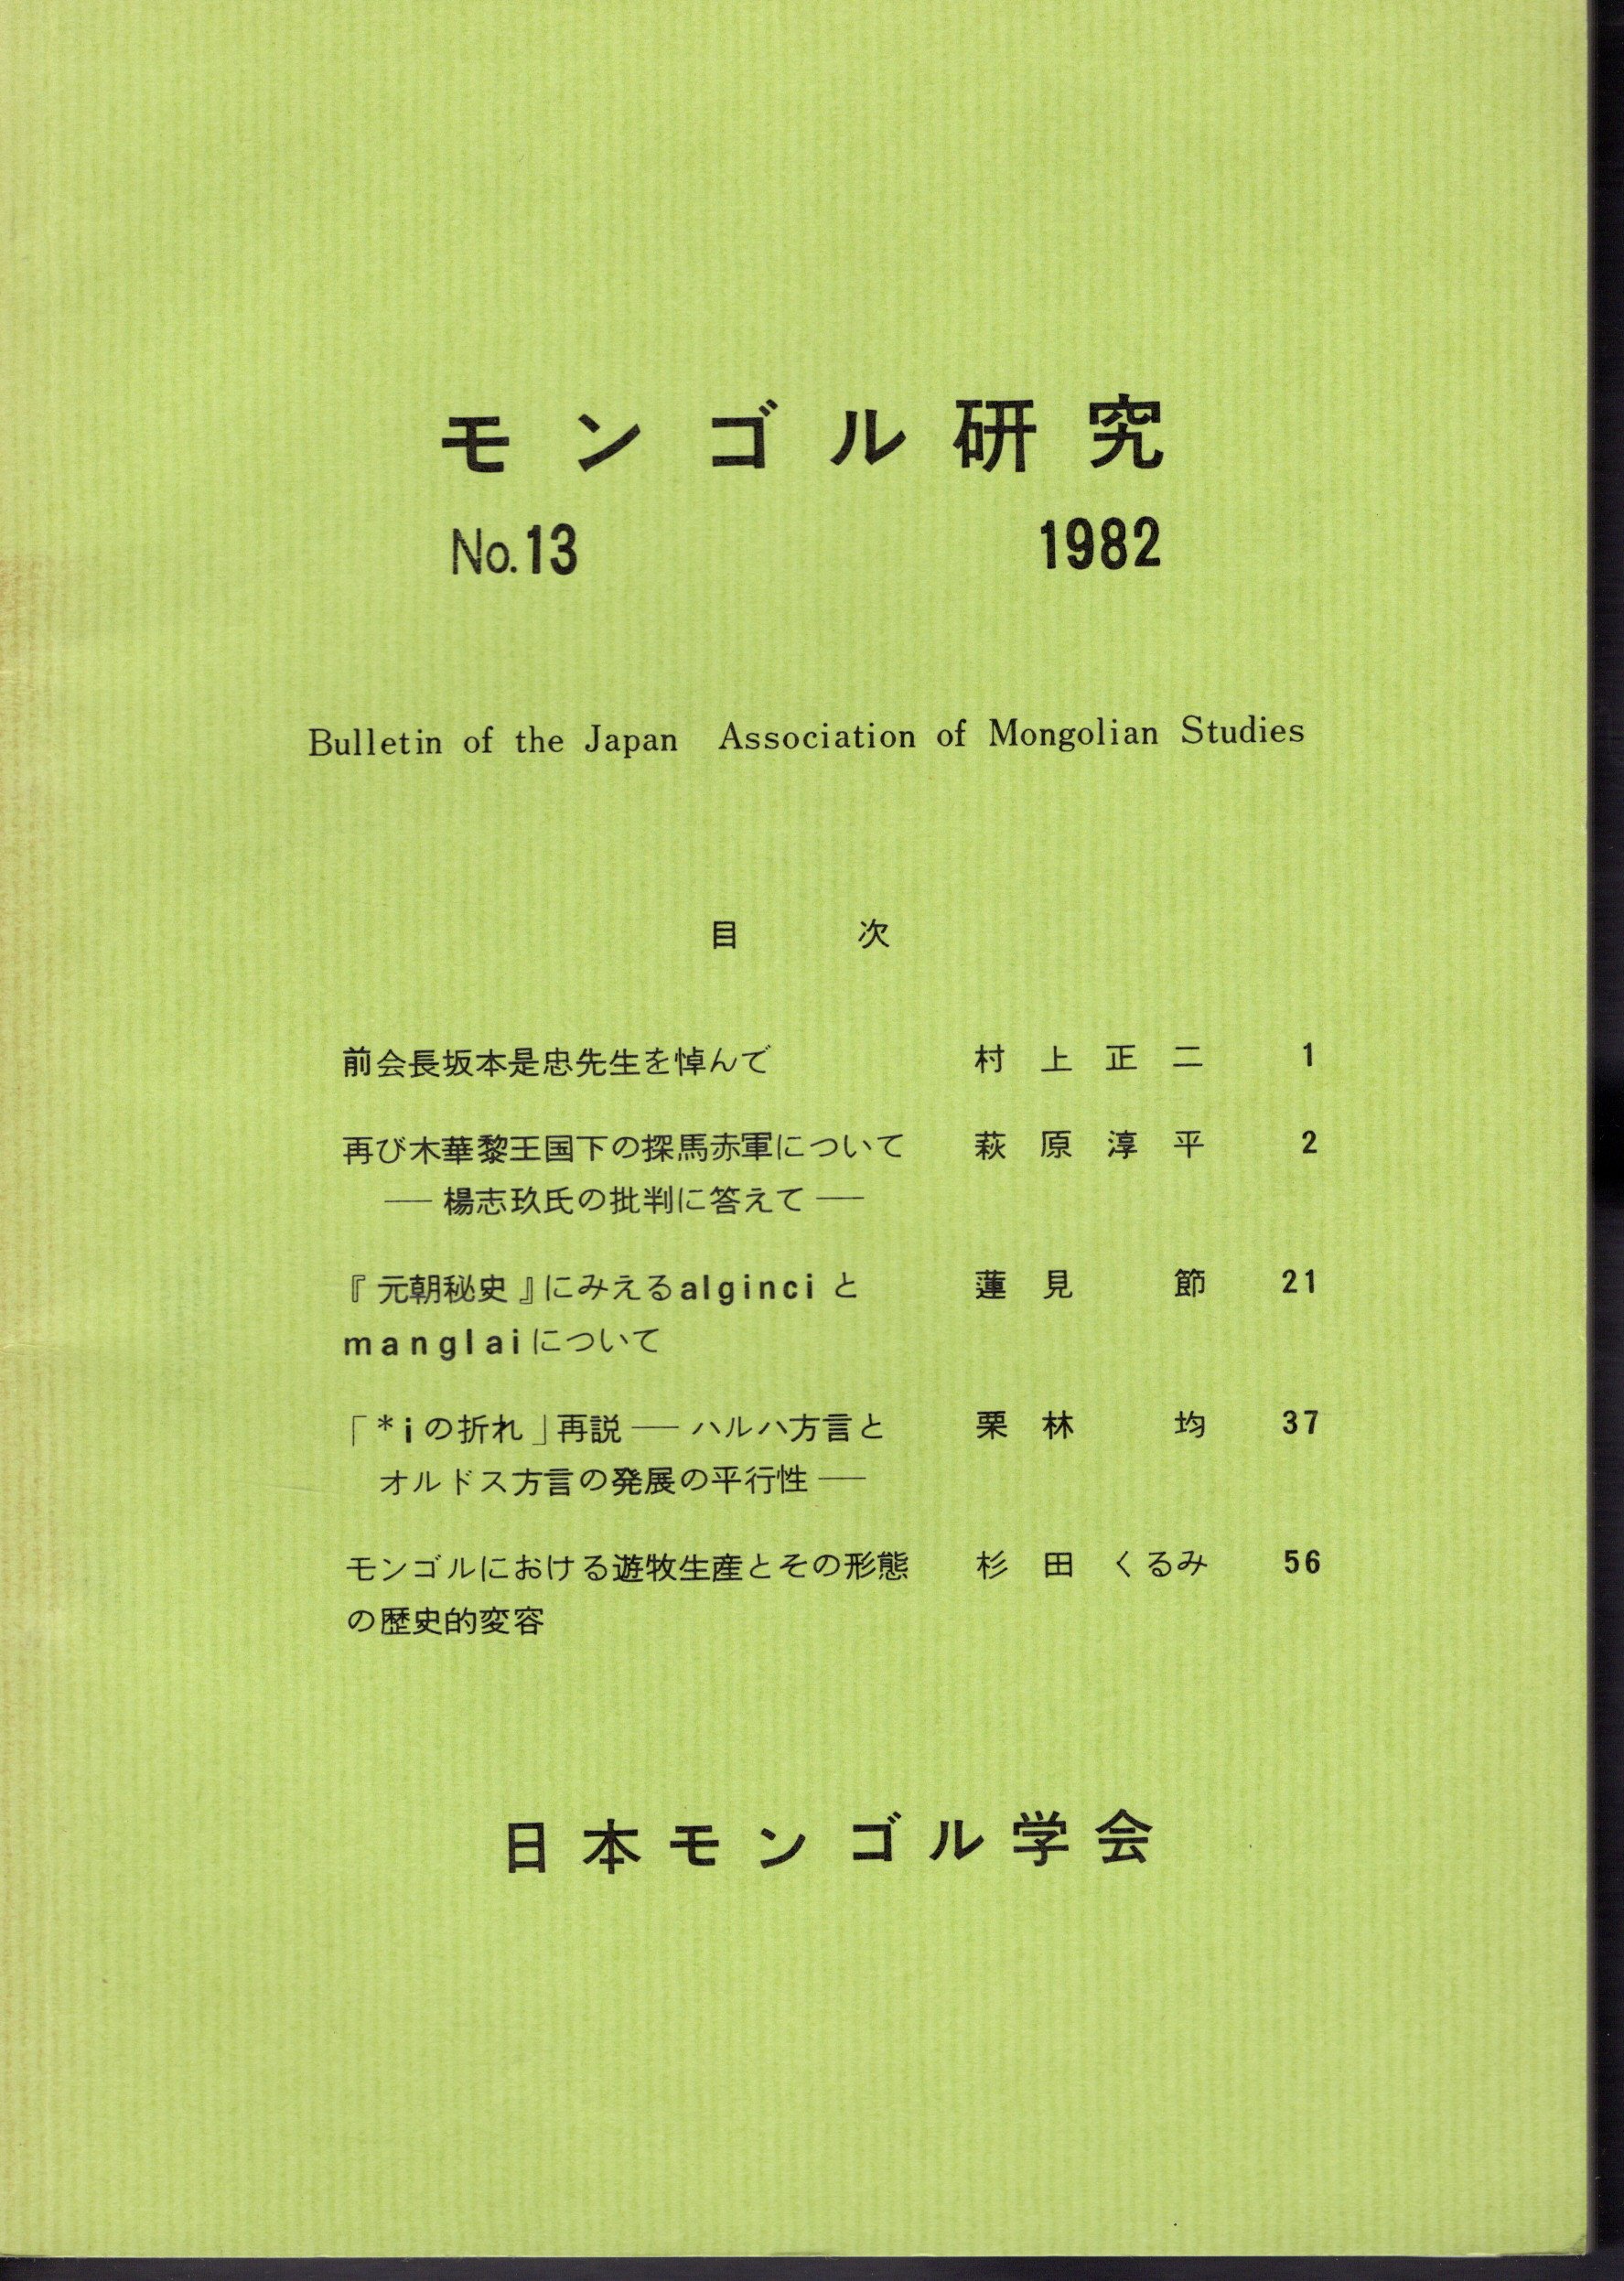 モンゴル研究
No.13 1982
Bulletin of the Japan Association of Mongolian Studies
目次
前会長坂本是忠先生を悼んで 村上正二 1
再び木華黎王国下の探馬赤軍について 萩原淳平 2
── 楊志玖氏の批判に答えて ──
『元朝秘史』にみえるalginciと 蓮見節 21
manglaiについて
「*iの折れ」再説 ── ハルハ方言と 栗林均 37
オルドス方言の発展の平行性 ──
モンゴルにおける遊牧生産とその形態 杉田くるみ 56
の歴史的変容
日本モンゴル学会